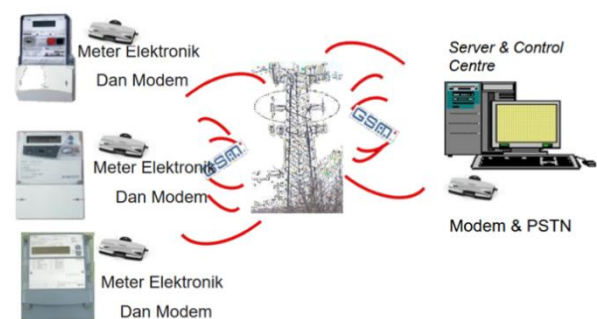 Meter Elektronik
Dan Modem
Meter Elektronik
Dan Modem
Meter Elektronik
Dan Modem
GSM
GSM
Server & Control
Centre
Modem & PSTN